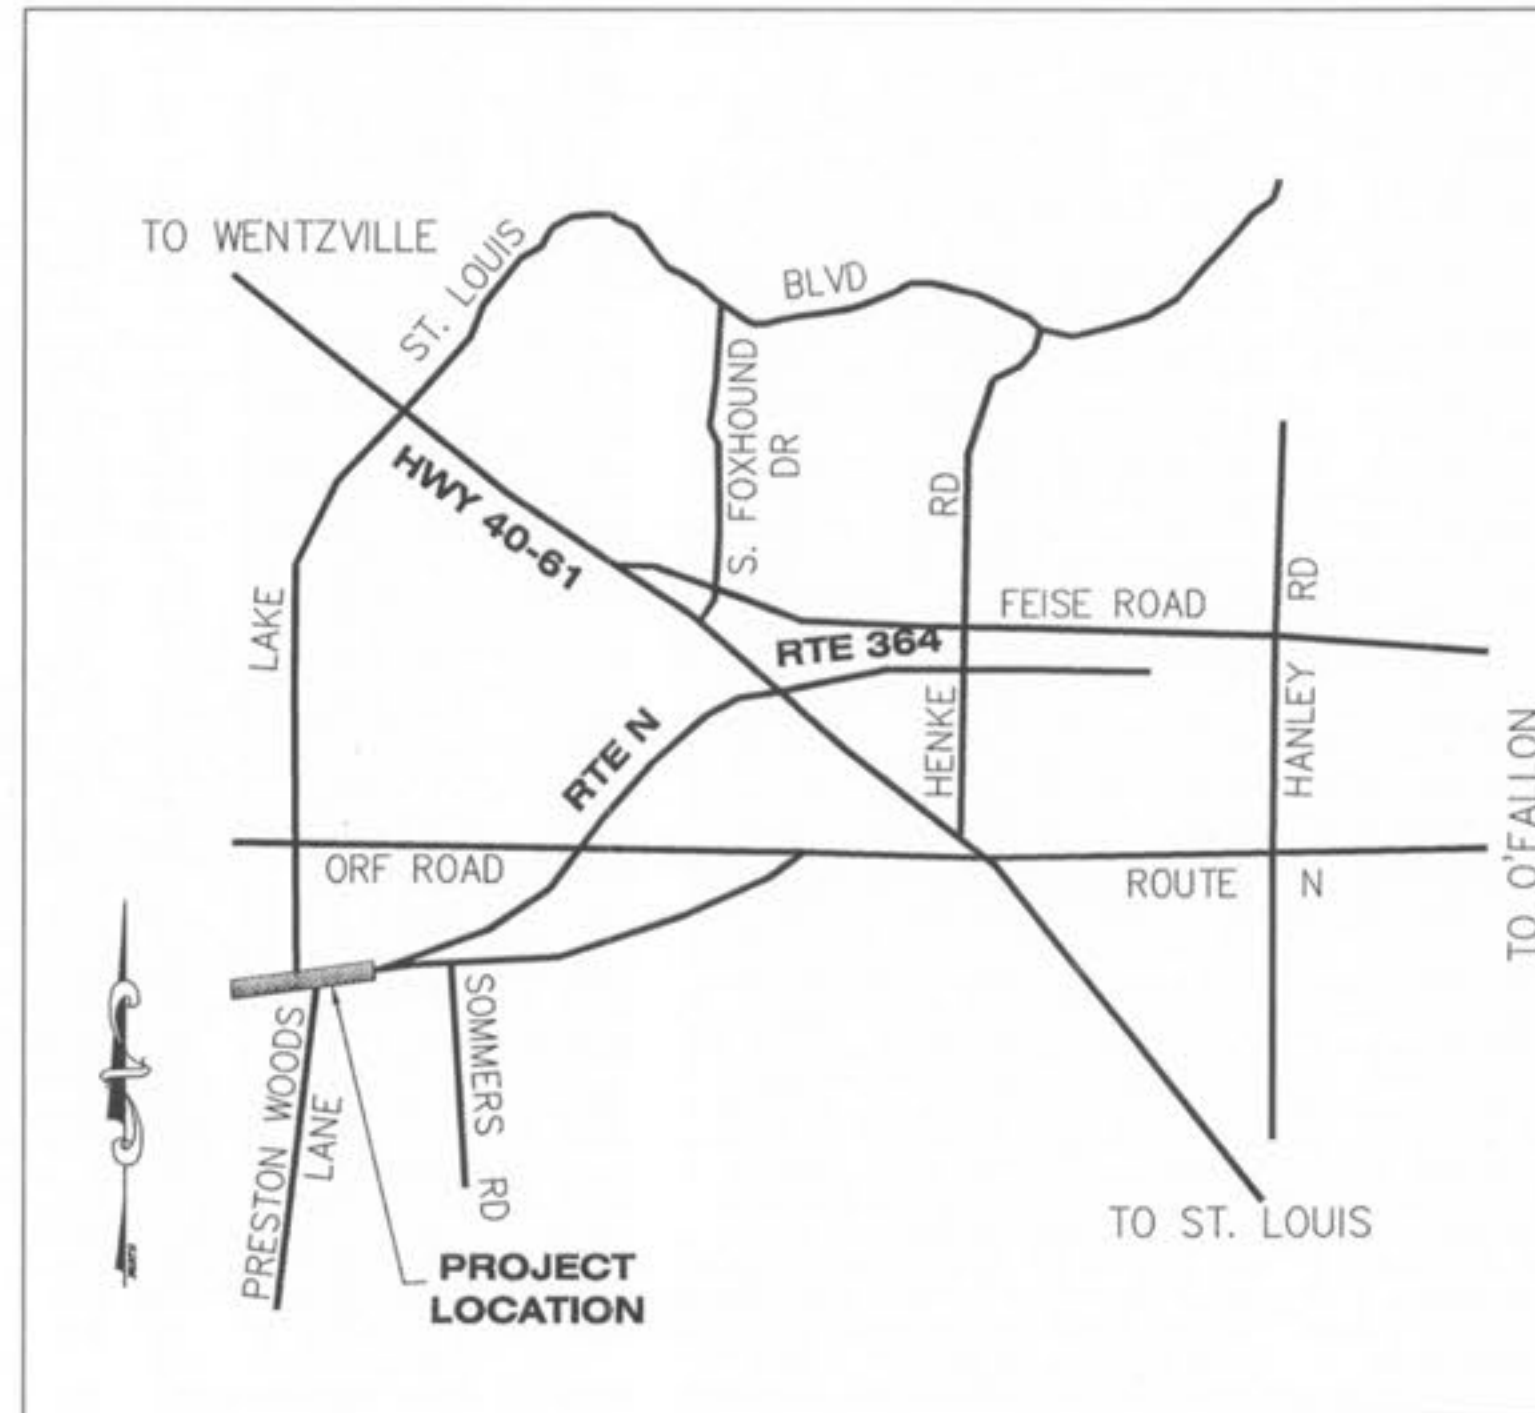 TO WENTZVILLE
ST. LOUIS
BLVD
S. FOXHOUND
DR
HWY 40-61
RD
RD
LAKE
FEISE ROAD
RTE 364
RTE N
HENKE
HANLEY
TO O'FALLON
ORF ROAD
ROUTE N
SOMMERS RD
PRESTON WOODS
LANE
TO ST. LOUIS
PROJECT
LOCATION